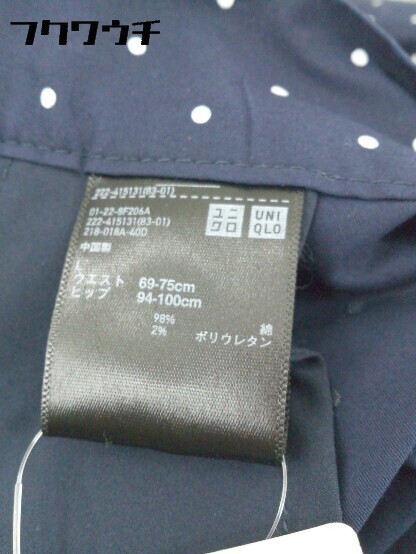 フクワウチ
222-415131(83-01)
01-22-8F206A
222-415131(83-01)
218-018A-40D
ユニクロ
UNIQLO
中国製
L
ウエスト 69-75cm
ヒップ 94-100cm
98% 綿
2% ポリウレタン